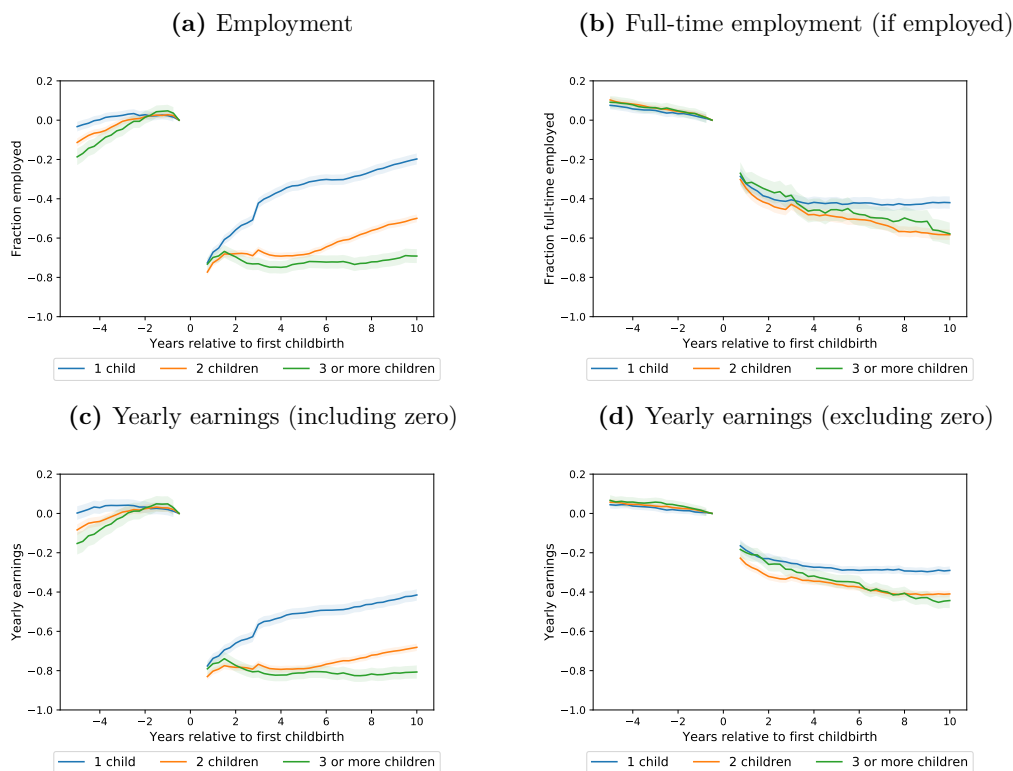 (a) Employment
(b) Full-time employment (if employed)
0.2
0.0
−0.2
−0.4
−0.6
−0.8
−1.0
Fraction employed
−4 −2 0 2 4 6 8 10
Years relative to first childbirth
1 child 2 children 3 or more children
0.2
0.0
−0.2
−0.4
−0.6
−0.8
−1.0
Fraction full-time employed
−4 −2 0 2 4 6 8 10
Years relative to first childbirth
1 child 2 children 3 or more children
(c) Yearly earnings (including zero)
(d) Yearly earnings (excluding zero)
0.2
0.0
−0.2
−0.4
−0.6
−0.8
−1.0
Yearly earnings
−4 −2 0 2 4 6 8 10
Years relative to first childbirth
1 child 2 children 3 or more children
0.2
0.0
−0.2
−0.4
−0.6
−0.8
−1.0
Yearly earnings
−4 −2 0 2 4 6 8 10
Years relative to first childbirth
1 child 2 children 3 or more children